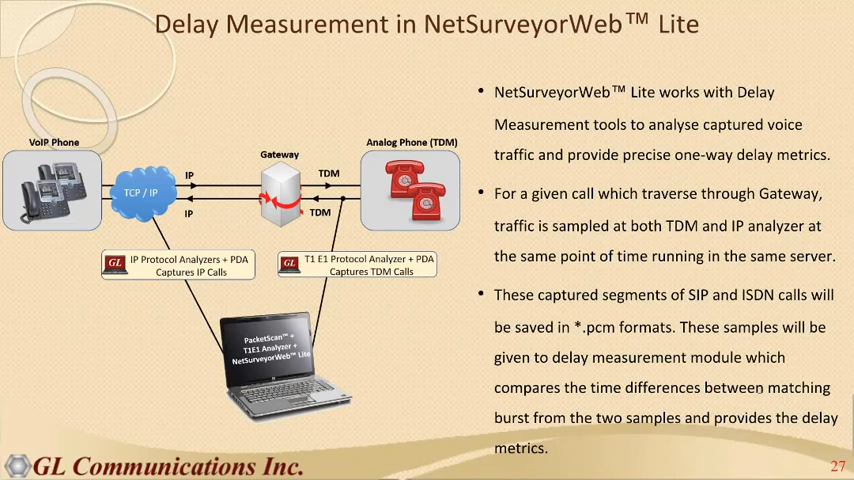 Delay Measurement in NetSurveyorWeb™ Lite
VoIP Phone
TCP / IP
IP
IP
Gateway
TDM
TDM
Analog Phone (TDM)
GL
IP Protocol Analyzers + PDA
Captures IP Calls
GL
T1 E1 Protocol Analyzer + PDA
Captures TDM Calls
PacketScan™ +
T1E1 Analyzer +
NetSurveyorWeb™ Lite
• NetSurveyorWeb™ Lite works with Delay
Measurement tools to analyse captured voice
traffic and provide precise one-way delay metrics.
• For a given call which traverse through Gateway,
traffic is sampled at both TDM and IP analyzer at
the same point of time running in the same server.
• These captured segments of SIP and ISDN calls will
be saved in *.pcm formats. These samples will be
given to delay measurement module which
compares the time differences between matching
burst from the two samples and provides the delay
metrics.
GL Communications Inc.
27